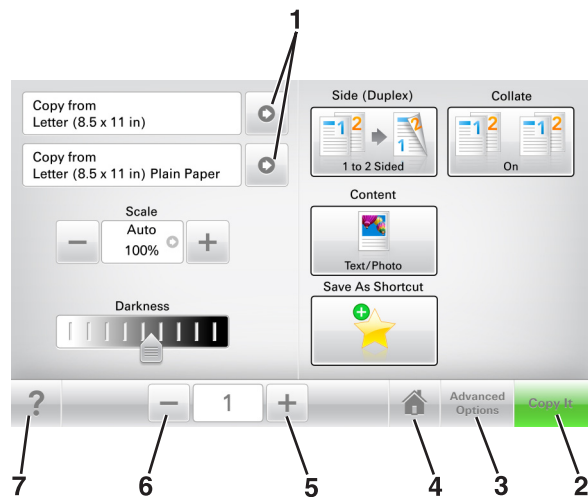 1
Copy from
Letter (8.5 x 11 in)
Copy from
Letter (8.5 x 11 in) Plain Paper
Scale
Auto
100%
Darkness
Side (Duplex)
1 2 1 2
1 to 2 Sided
Collate
1 2 1 2
On
Content
Text/Photo
Save As Shortcut
?
1
Advanced
Options
Copy It
7
6
5
4
3
2